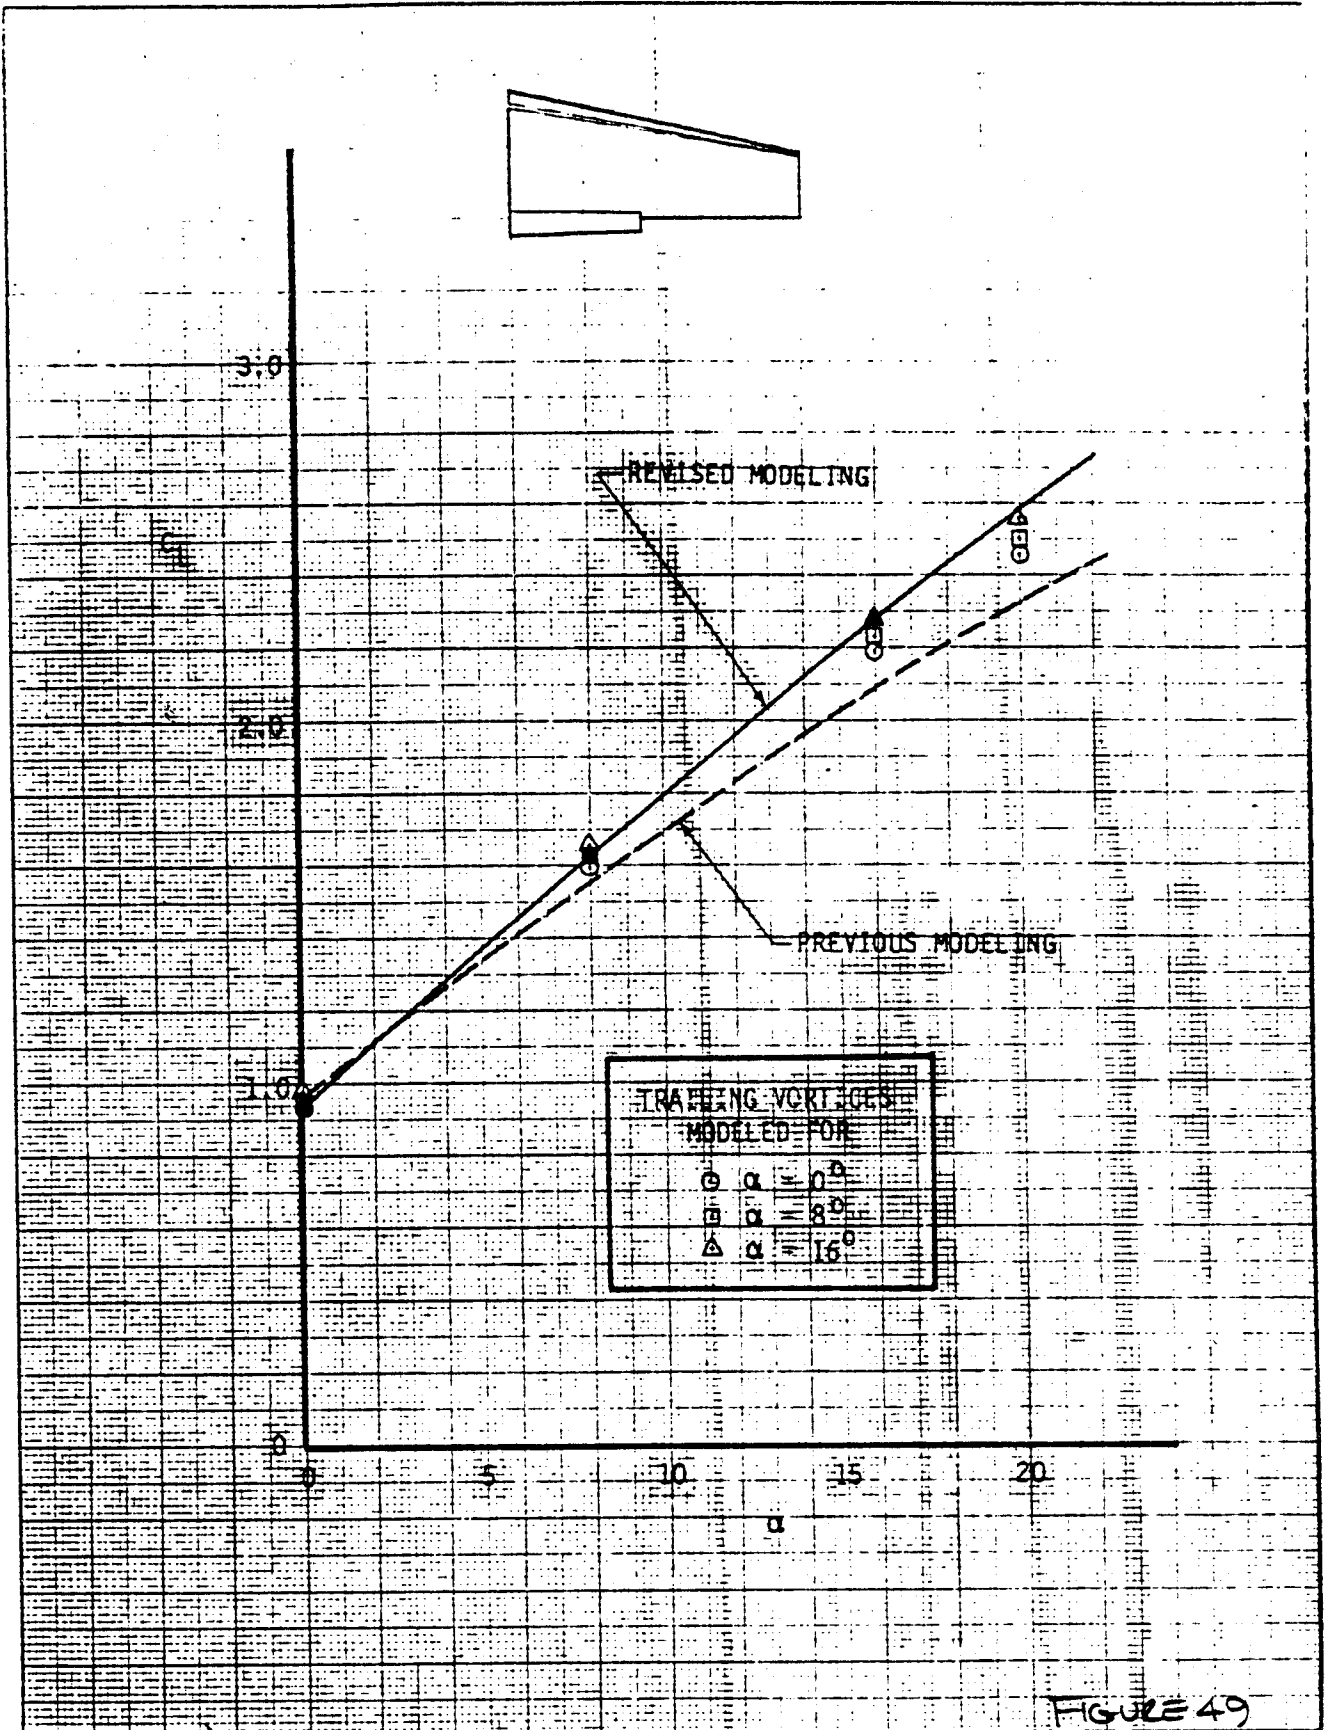 3.0
REVISED MODELING
CL
2.0
PREVIOUS MODELING
1.0
TRAILING VORTICES
MODELED FOR
α = 0°
α = 8°
α = 16°
0
0 5 10 15 20
α
FIGURE 49